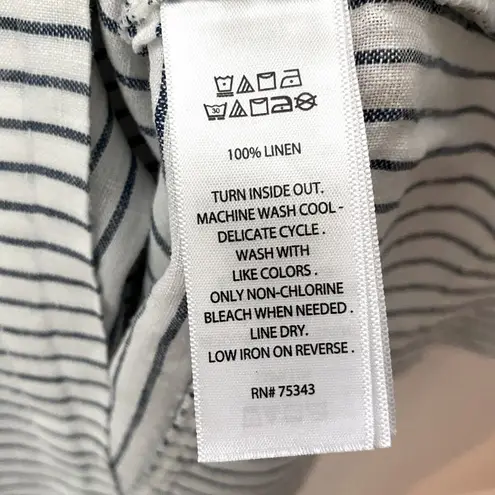 30
100% LINEN
TURN INSIDE OUT.
MACHINE WASH COOL -
DELICATE CYCLE .
WASH WITH
LIKE COLORS .
ONLY NON-CHLORINE
BLEACH WHEN NEEDED .
LINE DRY.
LOW IRON ON REVERSE .
RN# 75343